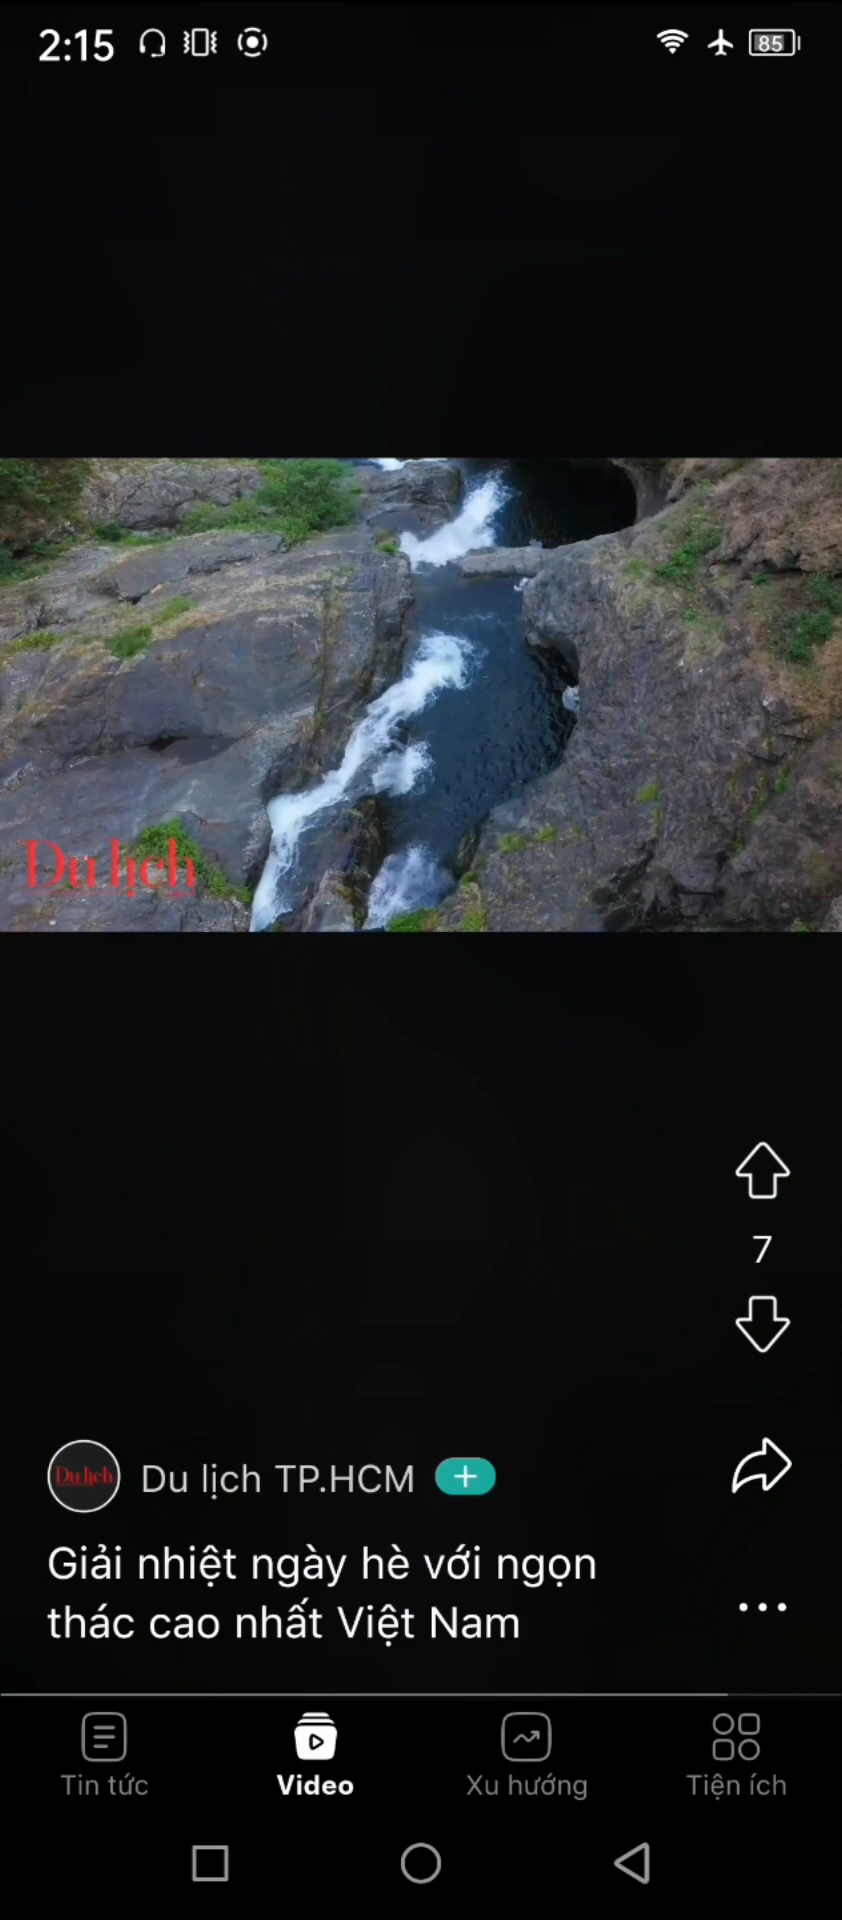 2:15
85
Du lịch
7
Du lịch
Du lịch TP.HCM
Giải nhiệt ngày hè với ngọn
thác cao nhất Việt Nam
Tin tức
Video
Xu hướng
Tiện ích